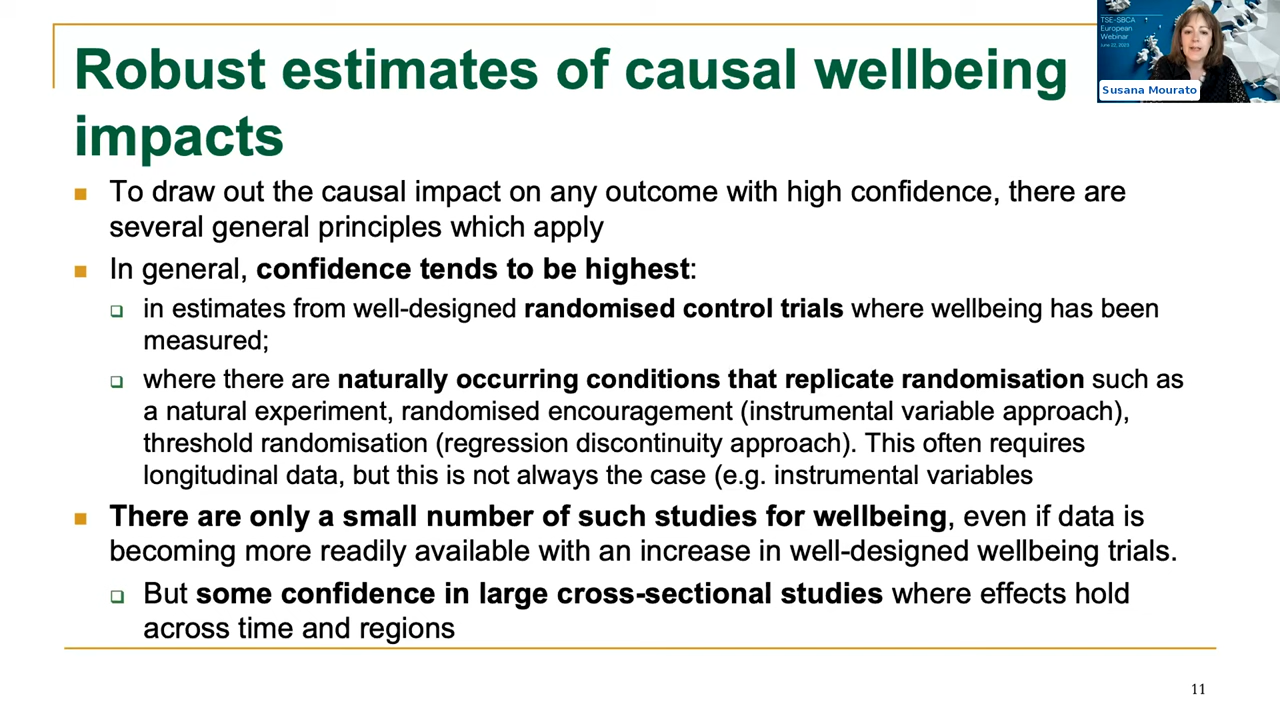 Robust estimates of causal wellbeing
impacts
To draw out the causal impact on any outcome with high confidence, there are
several general principles which apply
In general, confidence tends to be highest:
in estimates from well-designed randomised control trials where wellbeing has been
measured;
where there are naturally occurring conditions that replicate randomisation such as
a natural experiment, randomised encouragement (instrumental variable approach),
threshold randomisation (regression discontinuity approach). This often requires
longitudinal data, but this is not always the case (e.g. instrumental variables
There are only a small number of such studies for wellbeing, even if data is
becoming more readily available with an increase in well-designed wellbeing trials.
But some confidence in large cross-sectional studies where effects hold
across time and regions
11
TSE-SBCA
European
Webinar
June 22, 2023
Susana Mourato